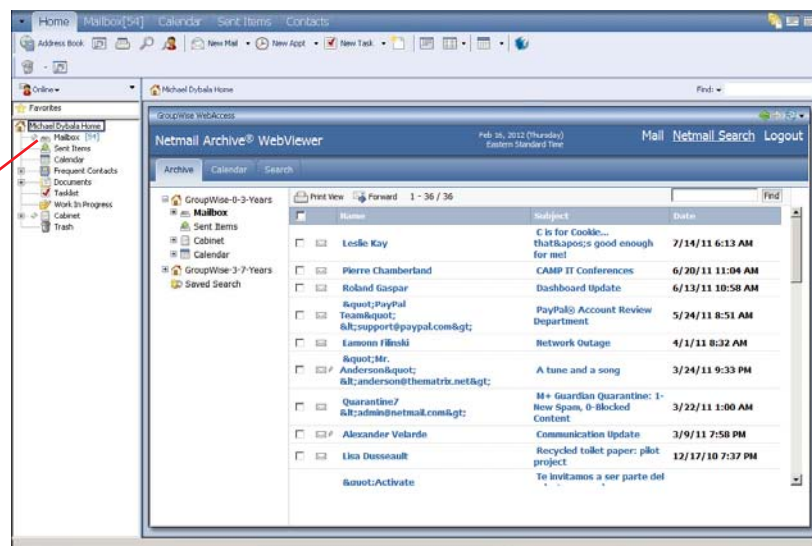 Home Mailbox[54] Calendar Sent Items Contacts
Address Book New Mail New Appt New Task
Online
Michael Dybala Home Find:
Favorites
Michael Dybala Home
Mailbox [54]
Sent Items
Calendar
Frequent Contacts
Documents
Tasklist
Work In Progress
Cabinet
Trash
GroupWise WebAccess
Netmail Archive® WebViewer
Feb 16, 2012 (Thursday)
Eastern Standard Time
Mail Netmail Search Logout
Archive Calendar Search
GroupWise-0-3-Years
Mailbox
Sent Items
Cabinet
Calendar
GroupWise-3-7-Years
Saved Search
Print View Forward 1 - 36 / 36 Find
Name Subject Date
Leslie Kay
C is for Cookie...
that&apos;s good enough
for me!
7/14/11 6:13 AM
Pierre Chamberland CAMP IT Conferences 6/20/11 11:04 AM
Roland Gaspar Dashboard Update 6/13/11 10:58 AM
&quot;PayPal
Team&quot;
&lt;support@paypal.com&gt;
PayPal® Account Review
Department
5/24/11 8:51 AM
Eamonn Filinski Network Outage 4/1/11 8:32 AM
&quot;Mr.
Anderson&quot;
&lt;anderson@thematrix.net&gt;
A tune and a song 3/24/11 9:33 PM
Quarantine7
&lt;admin@netmail.com&gt;
M+ Guardian Quarantine: 1-
New Spam, 0-Blocked
Content
3/22/11 1:00 AM
Alexander Velarde Communication Update 3/9/11 7:58 PM
Lisa Dusseault
Recycled toilet paper: pilot
project
12/17/10 7:37 PM
&quot;Activate
Te invitamos a ser parte del